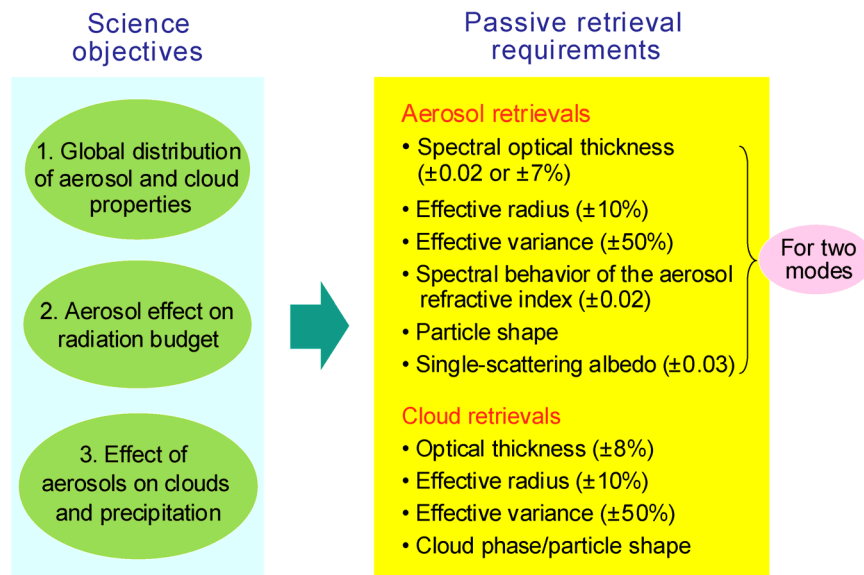 Science
objectives
1. Global distribution
of aerosol and cloud
properties
2. Aerosol effect on
radiation budget
3. Effect of
aerosols on clouds
and precipitation
Passive retrieval
requirements
Aerosol retrievals
• Spectral optical thickness
(±0.02 or ±7%)
• Effective radius (±10%)
• Effective variance (±50%)
• Spectral behavior of the aerosol
refractive index (±0.02)
• Particle shape
• Single-scattering albedo (±0.03)
For two
modes
Cloud retrievals
• Optical thickness (±8%)
• Effective radius (±10%)
• Effective variance (±50%)
• Cloud phase/particle shape